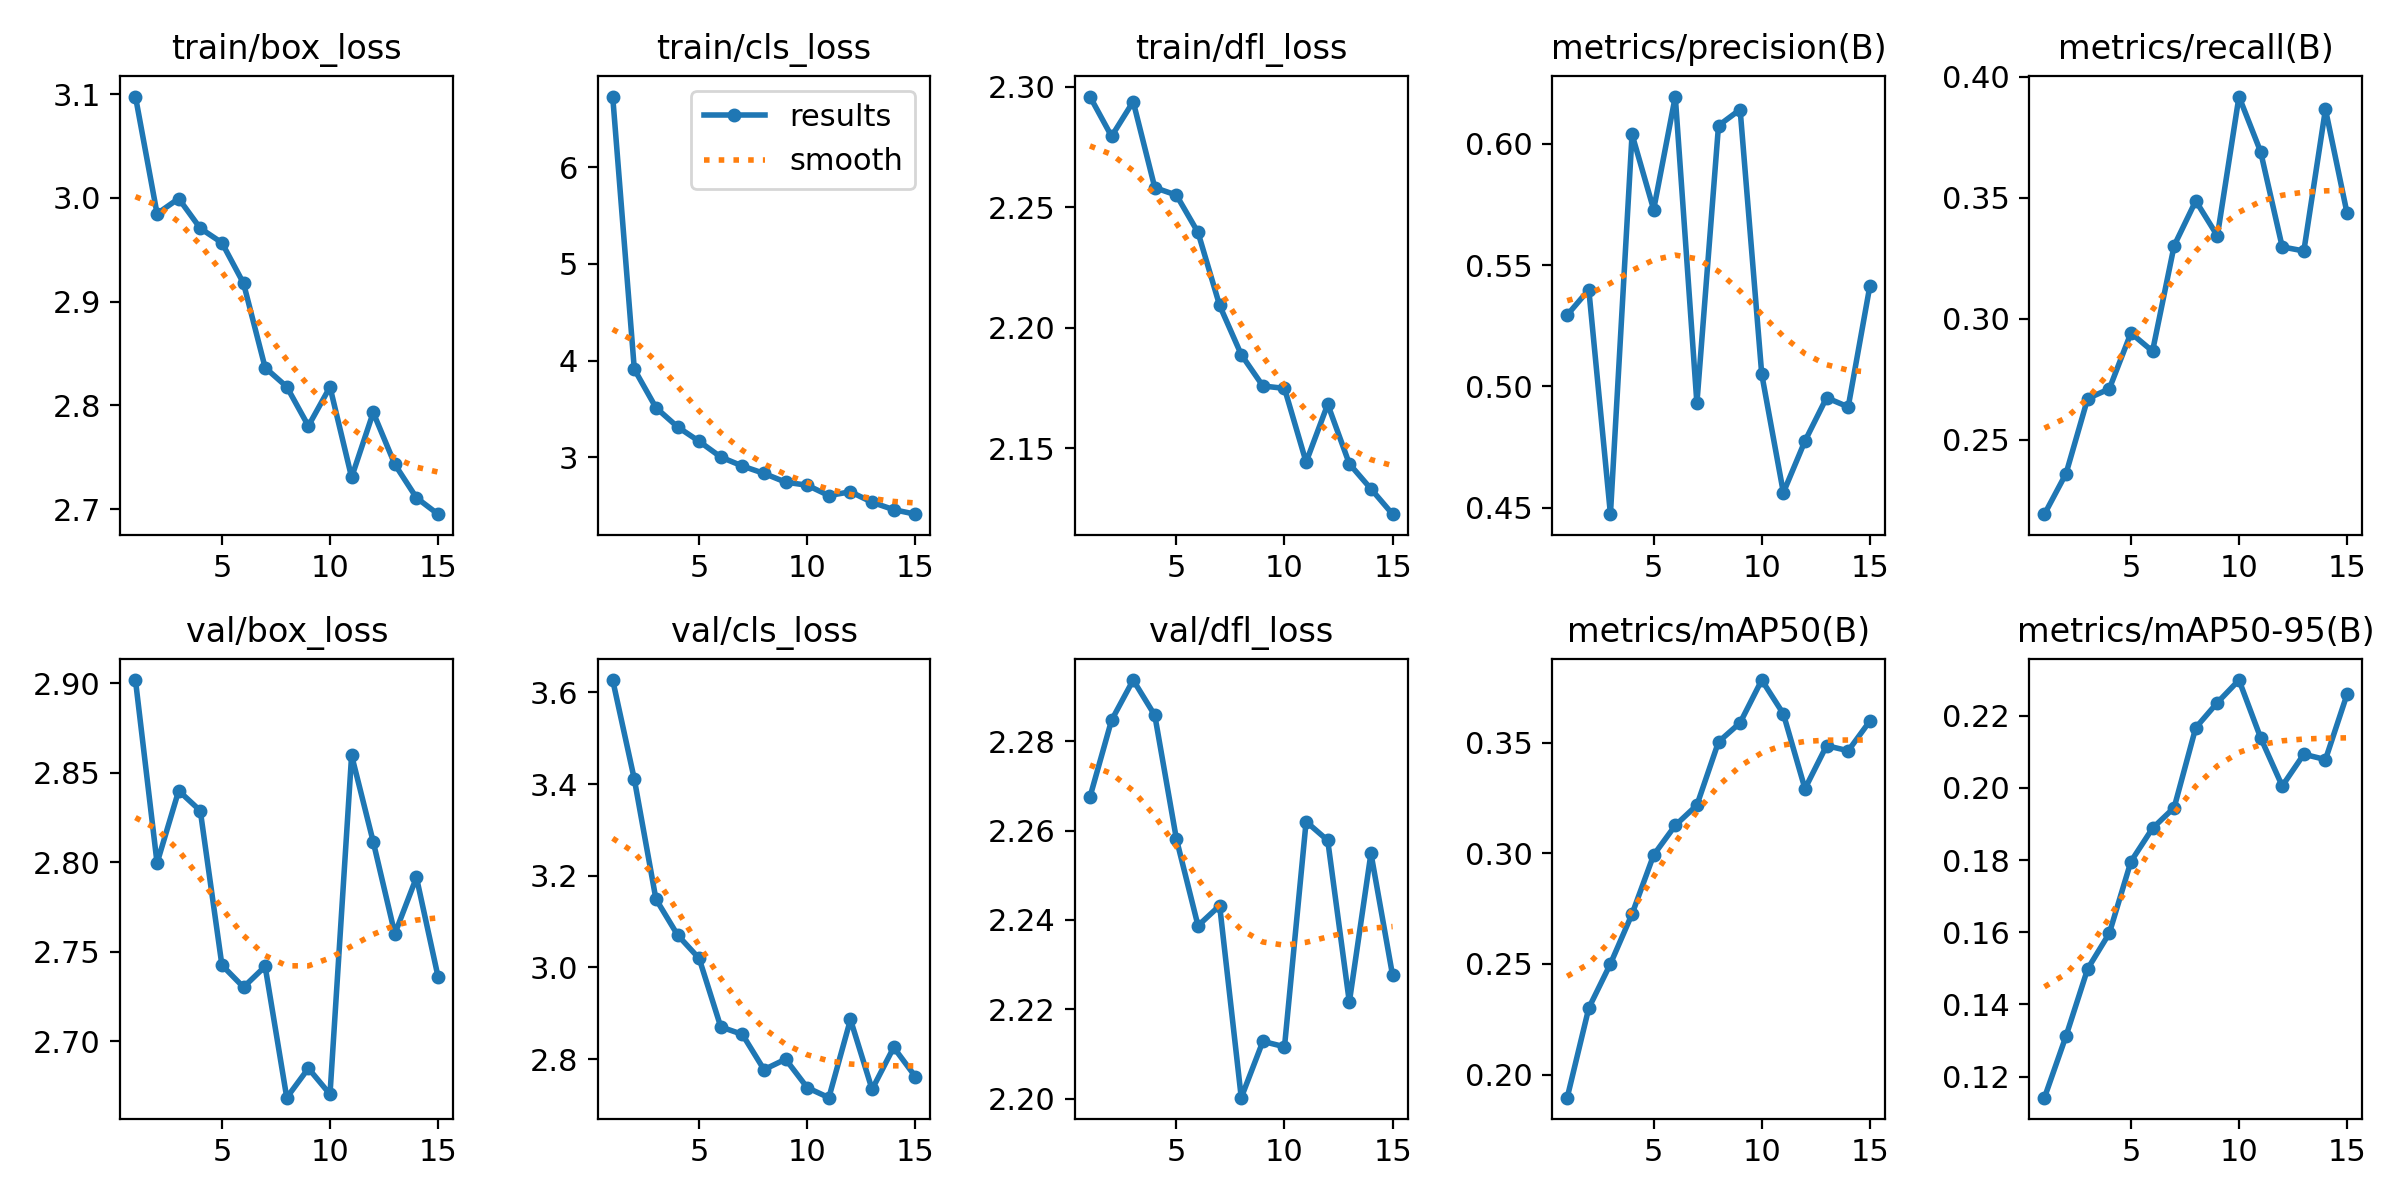 train/box_loss
3.1
3.0
2.9
2.8
2.7
5 10 15
train/cls_loss
results
smooth
6
5
4
3
5 10 15
train/dfl_loss
2.30
2.25
2.20
2.15
5 10 15
metrics/precision(B)
0.60
0.55
0.50
0.45
5 10 15
metrics/recall(B)
0.40
0.35
0.30
0.25
5 10 15
val/box_loss
2.90
2.85
2.80
2.75
2.70
5 10 15
val/cls_loss
3.6
3.4
3.2
3.0
2.8
5 10 15
val/dfl_loss
2.28
2.26
2.24
2.22
2.20
5 10 15
metrics/mAP50(B)
0.35
0.30
0.25
0.20
5 10 15
metrics/mAP50-95(B)
0.22
0.20
0.18
0.16
0.14
0.12
5 10 15